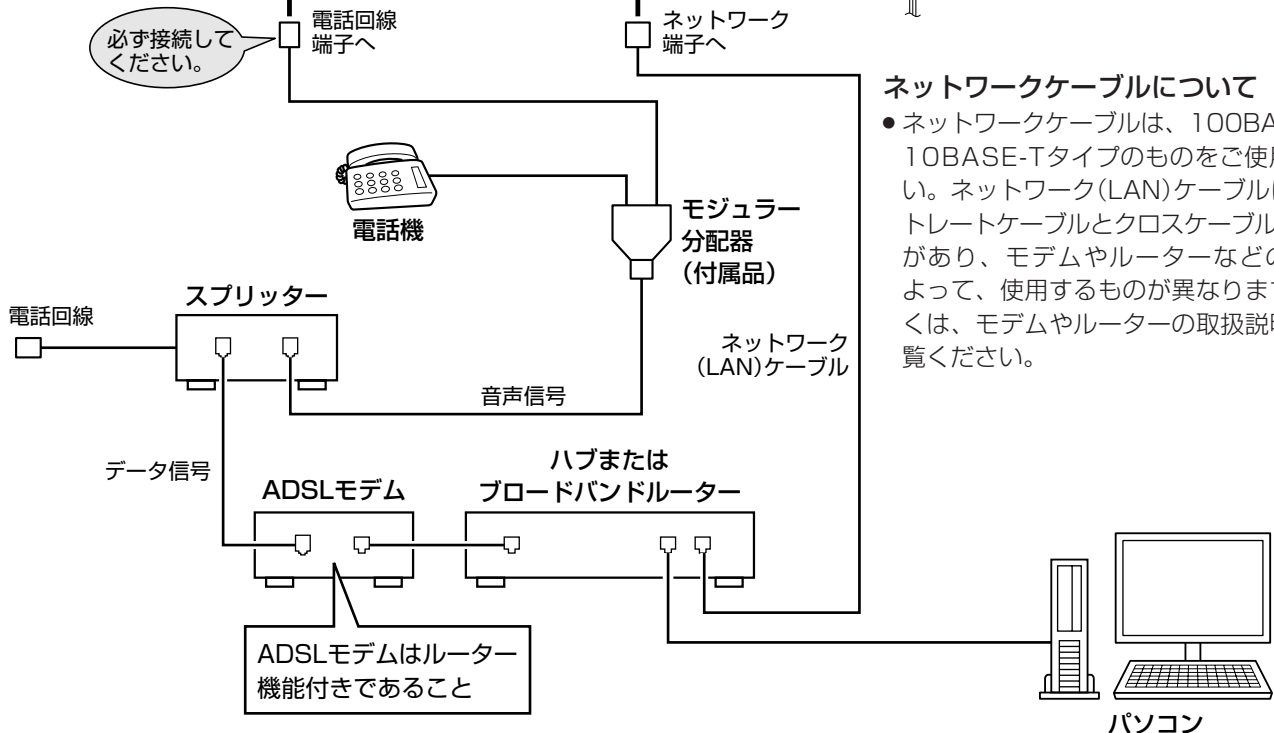 必ず接続して
ください。
電話回線
端子へ
ネットワーク
端子へ
ネットワークケーブルについて
●ネットワークケーブルは、100BA
10BASE-Tタイプのものをご使用
い。ネットワーク(LAN)ケーブルに
トレートケーブルとクロスケーブル
があり、モデムやルーターなどの
よって、使用するものが異なります
くは、モデムやルーターの取扱説明
覧ください。
電話機
モジュラー
分配器
(付属品)
スプリッター
電話回線
ネットワーク
(LAN)ケーブル
音声信号
データ信号
ADSLモデム
ハブまたは
ブロードバンドルーター
ADSLモデムはルーター
機能付きであること
パソコン